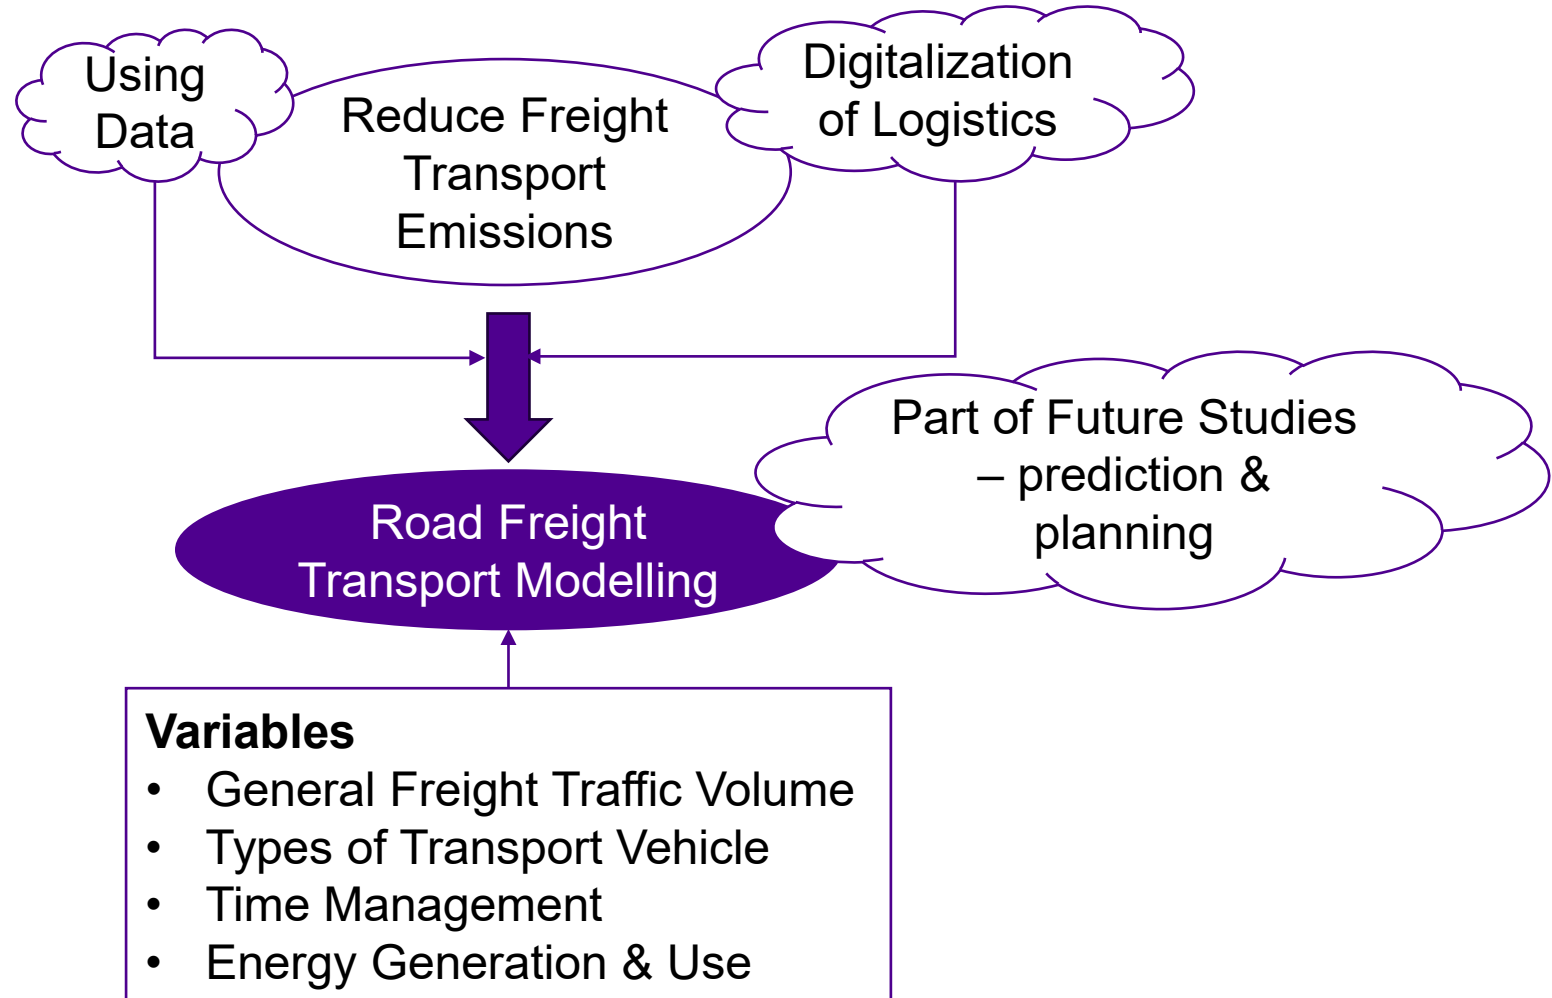 Using
Data
Reduce Freight
Transport
Emissions
Digitalization
of Logistics
Part of Future Studies
– prediction &
planning
Road Freight
Transport Modelling
Variables
• General Freight Traffic Volume
• Types of Transport Vehicle
• Time Management
• Energy Generation & Use